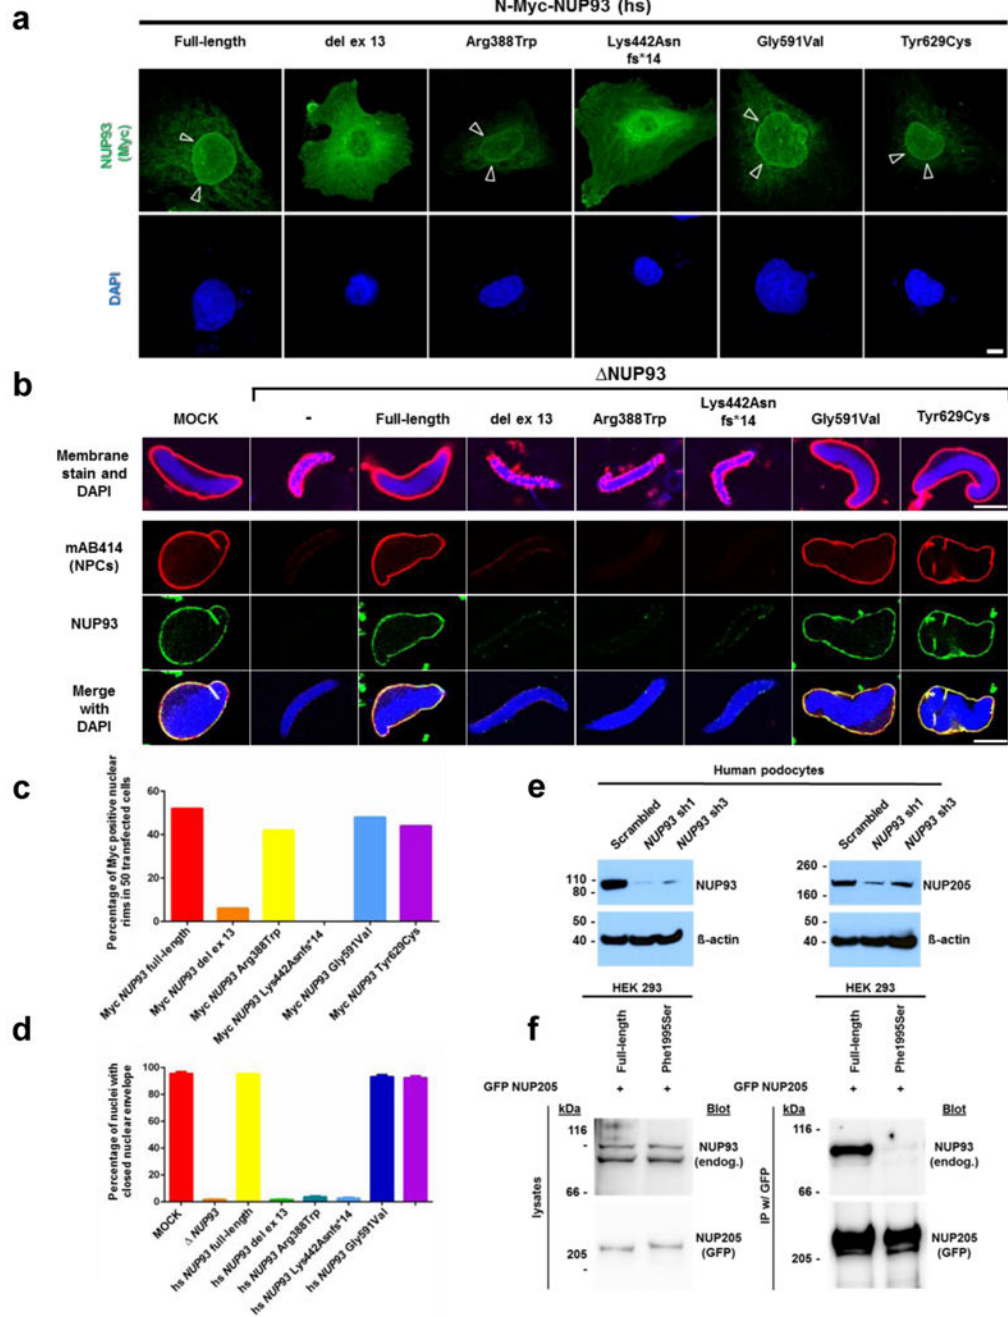 a
N-Myc-NUP93 (hs)
Full-length
del ex 13
Arg388Trp
Lys442Asn
fs*14
Gly591Val
Tyr629Cys
NUP93
(Myc)
DAPI
b
ΔNUP93
MOCK
-
Full-length
del ex 13
Arg388Trp
Lys442Asn
fs*14
Gly591Val
Tyr629Cys
Membrane
stain and
DAPI
mAB414
(NPCs)
NUP93
Merge
with
DAPI
c
Percentage of Myc positive nuclear
rims in 50 transfected cells
60
40
20
0
Myc NUP93 full-length
Myc NUP93 del ex 13
Myc NUP93 Arg388Trp
Myc NUP93 Lys442Asnfs*14
Myc NUP93 Gly591Val
Myc NUP93 Tyr629Cys
d
Percentage of nuclei with
closed nuclear envelope
100
80
60
40
20
0
MOCK
Δ NUP93
hs NUP93 full-length
hs NUP93 del ex 13
hs NUP93 Arg388Trp
hs NUP93 Lys442Asnfs*14
hs NUP93 Gly591Val
e
Human podocytes
Scrambled
NUP93 sh1
NUP93 sh3
110 -
80 -
NUP93
50 -
40 -
ß-actin
Scrambled
NUP93 sh1
NUP93 sh3
260 -
160 -
NUP205
50 -
40 -
ß-actin
f
HEK 293
Full-length
Phe1995Ser
GFP NUP205
+
+
kDa
Blot
116 -
-
66 -
NUP93
(endog.)
lysates
205 -
-
NUP205
(GFP)
HEK 293
Full-length
Phe1995Ser
GFP NUP205
+
+
kDa
Blot
116 -
-
66 -
NUP93
(endog.)
IP w/ GFP
205 -
-
NUP205
(GFP)